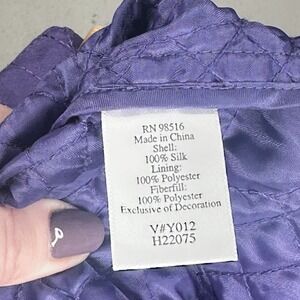 RN 98516
Made in China
Shell:
100% Silk
Lining:
100% Polyester
Fiberfill:
100% Polyester
Exclusive of Decoration
V#Y012
H22075